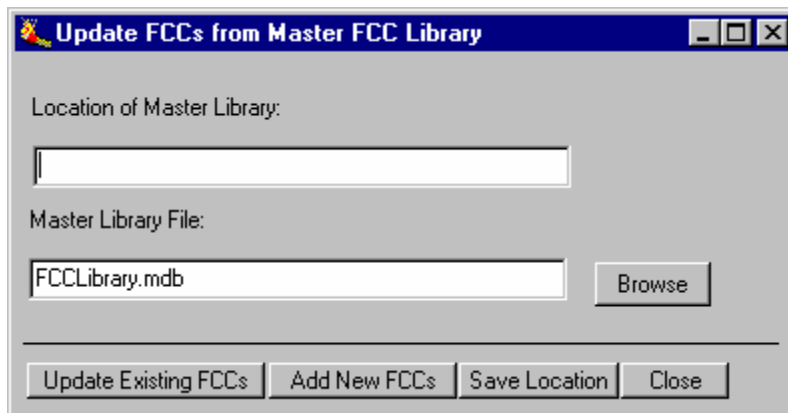 Update FCCs from Master FCC Library
Location of Master Library:
Master Library File:
FCCLibrary.mdb
Browse
Update Existing FCCs Add New FCCs Save Location Close